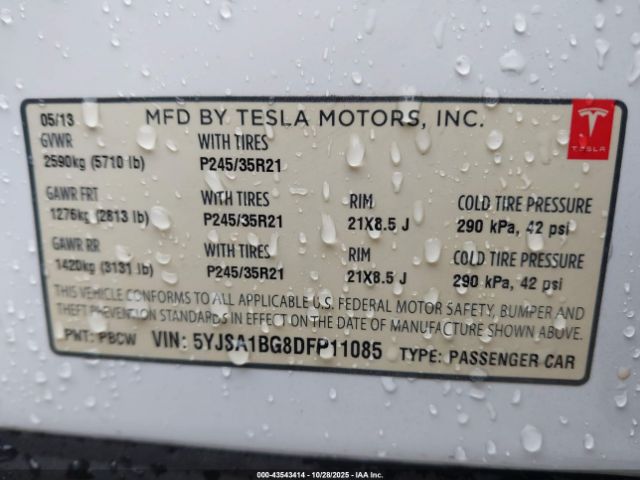 05/13 MFD BY TESLA MOTORS, INC.
GVWR WITH TIRES
2590kg (5710 lb) P245/35R21
TESLA
GAWR FRT WITH TIRES RIM COLD TIRE PRESSURE
1276kg (2813 lb) P245/35R21 21X8.5 J 290 kPa, 42 psi
GAWR RR WITH TIRES RIM COLD TIRE PRESSURE
1420kg (3131 lb) P245/35R21 21X8.5 J 290 kPa, 42 psi
THIS VEHICLE CONFORMS TO ALL APPLICABLE U.S. FEDERAL MOTOR SAFETY, BUMPER AND
THEFT PREVENTION STANDARDS IN EFFECT ON THE DATE OF MANUFACTURE SHOWN ABOVE.
PMT: PBCW VIN: 5YJSA1BG8DFP11085 TYPE: PASSENGER CAR
000-43543414 - 10/28/2025 - IAA Inc.